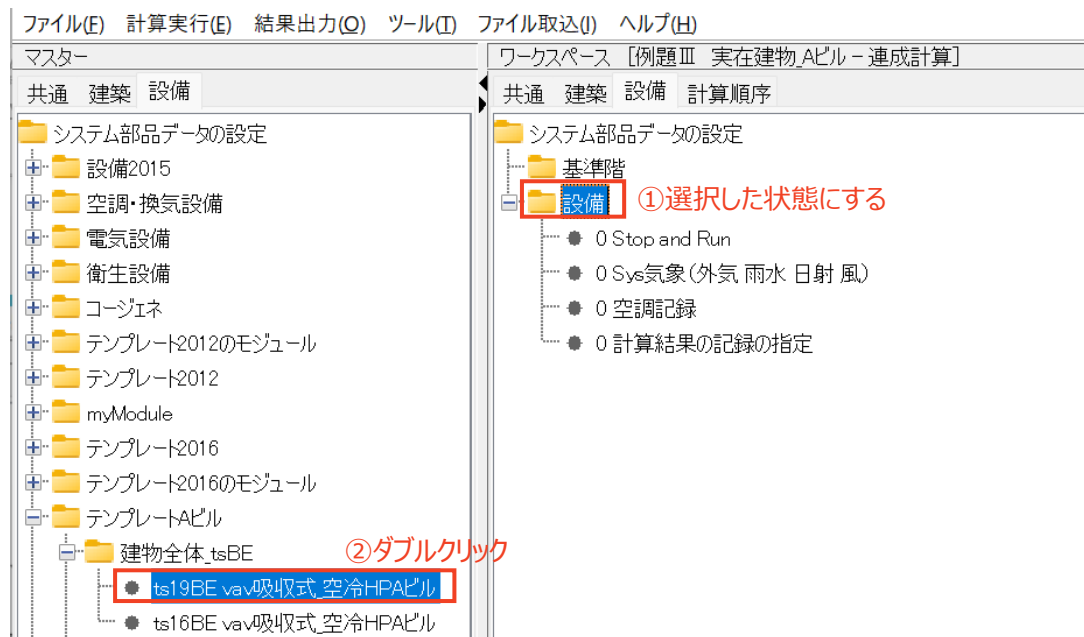 ファイル(F) 計算実行(E) 結果出力(O) ツール(T) ファイル取込(I) ヘルプ(H)
マスター
共通 建築 設備
システム部品データの設定
設備2015
空調・換気設備
電気設備
衛生設備
コージェネ
テンプレート2012のモジュール
テンプレート2012
myModule
テンプレート2016
テンプレート2016のモジュール
テンプレートAビル
建物全体_tsBE
②ダブルクリック
ts19BE vav吸収式_空冷HPAビル
ts16BE vav吸収式_空冷HPAビル
ワークスペース [例題Ⅲ 実在建物_Aビル – 連成計算]
共通 建築 設備 計算順序
システム部品データの設定
基準階
設備 ①選択した状態にする
0 Stop and Run
0 Sys気象(外気 雨水 日射 風)
0 空調記録
0 計算結果の記録の指定